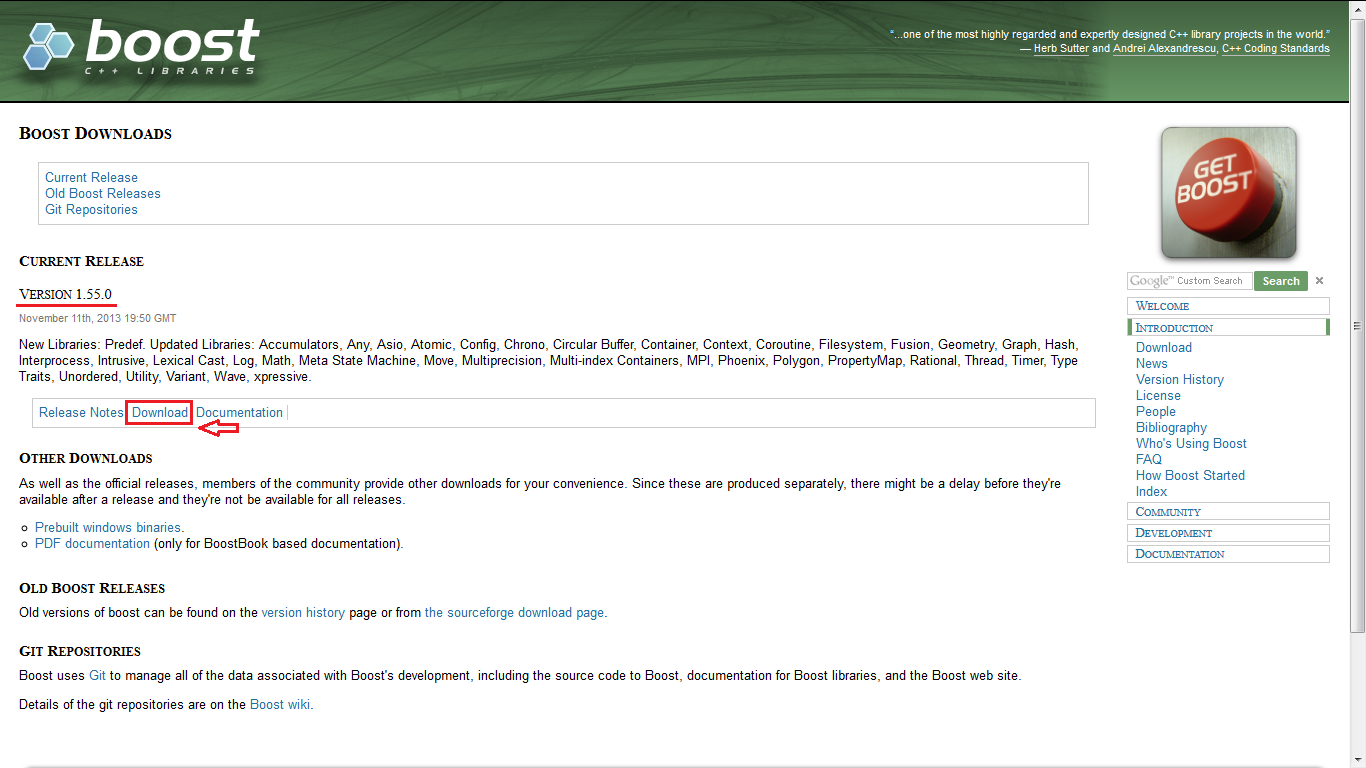 boost
C++ LIBRARIES
“...one of the most highly regarded and expertly designed C++ library projects in the world.”
— Herb Sutter and Andrei Alexandrescu, C++ Coding Standards
BOOST DOWNLOADS
Current Release
Old Boost Releases
Git Repositories
CURRENT RELEASE
VERSION 1.55.0
November 11th, 2013 19:50 GMT
New Libraries: Predef. Updated Libraries: Accumulators, Any, Asio, Atomic, Config, Chrono, Circular Buffer, Container, Context, Coroutine, Filesystem, Fusion, Geometry, Graph, Hash,
Interprocess, Intrusive, Lexical Cast, Log, Math, Meta State Machine, Move, Multiprecision, Multi-index Containers, MPI, Phoenix, Polygon, PropertyMap, Rational, Thread, Timer, Type
Traits, Unordered, Utility, Variant, Wave, xpressive.
Release Notes Download Documentation
OTHER DOWNLOADS
As well as the official releases, members of the community provide other downloads for your convenience. Since these are produced separately, there might be a delay before they're
available after a release and they're not be available for all releases.
Prebuilt windows binaries.
PDF documentation (only for BoostBook based documentation).
OLD BOOST RELEASES
Old versions of boost can be found on the version history page or from the sourceforge download page.
GIT REPOSITORIES
Boost uses Git to manage all of the data associated with Boost's development, including the source code to Boost, documentation for Boost libraries, and the Boost web site.
Details of the git repositories are on the Boost wiki.
GET
BOOST
Google™ Custom Search Search ×
WELCOME
INTRODUCTION
Download
News
Version History
License
People
Bibliography
Who's Using Boost
FAQ
How Boost Started
Index
COMMUNITY
DEVELOPMENT
DOCUMENTATION